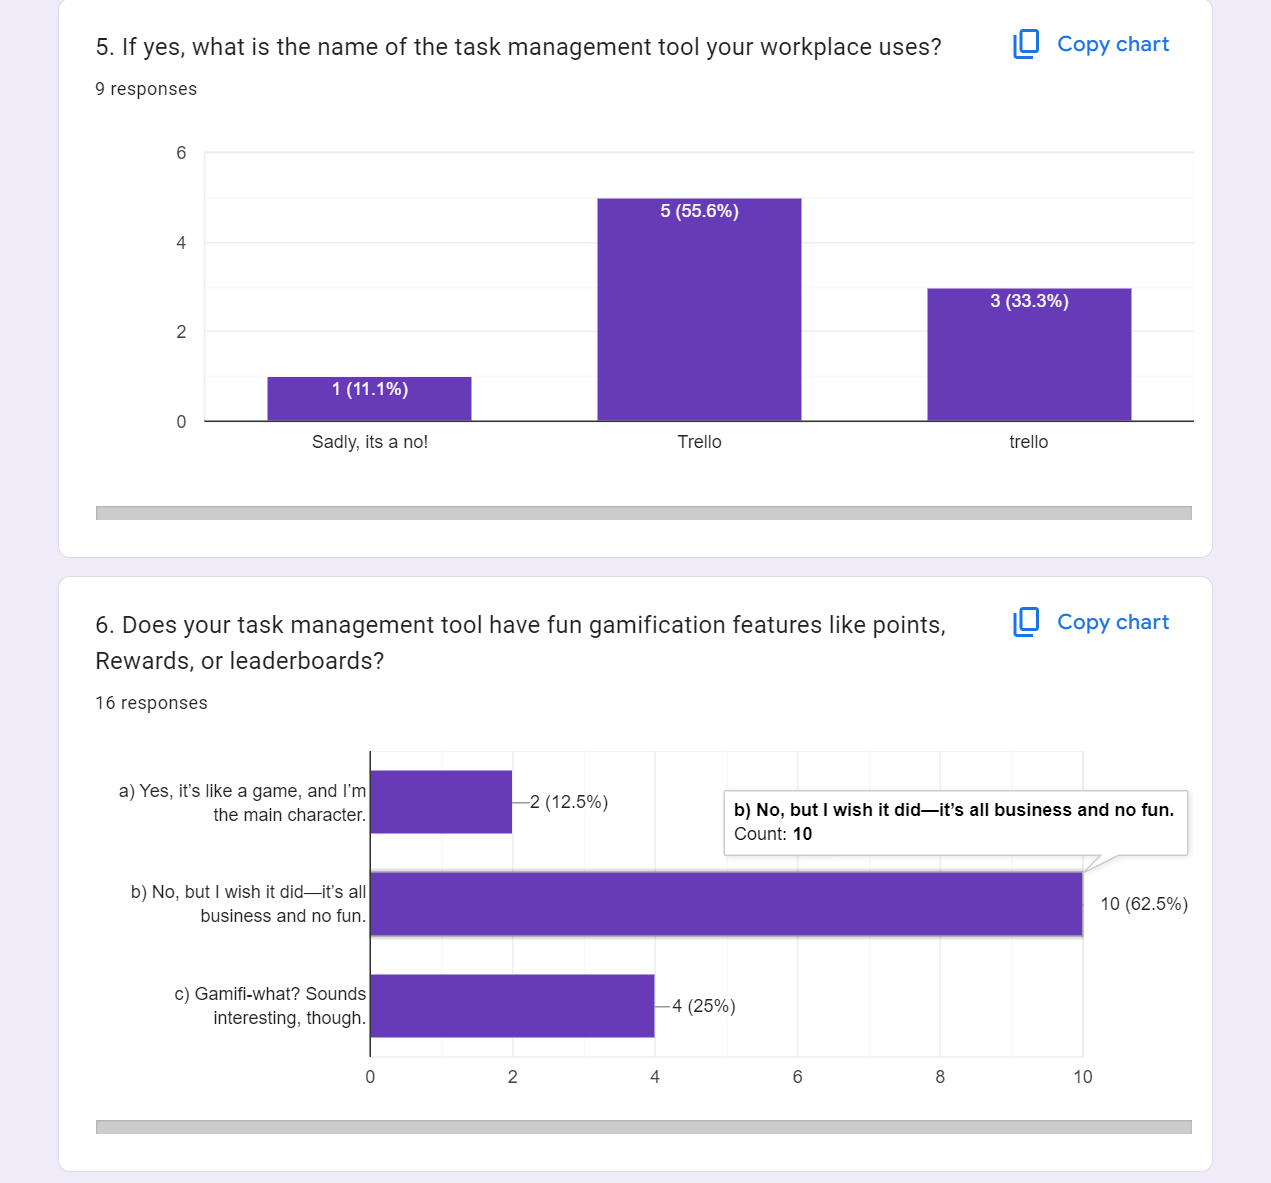 5. If yes, what is the name of the task management tool your workplace uses?
Copy chart
9 responses
6
4
2
0
1 (11.1%)
5 (55.6%)
3 (33.3%)
Sadly, its a no!
Trello
trello
6. Does your task management tool have fun gamification features like points,
Rewards, or leaderboards?
Copy chart
16 responses
a) Yes, it’s like a game, and I’m
the main character.
2 (12.5%)
b) No, but I wish it did—it’s all business and no fun.
Count: 10
b) No, but I wish it did—it’s all
business and no fun.
10 (62.5%)
c) Gamifi-what? Sounds
interesting, though.
4 (25%)
0
2
4
6
8
10